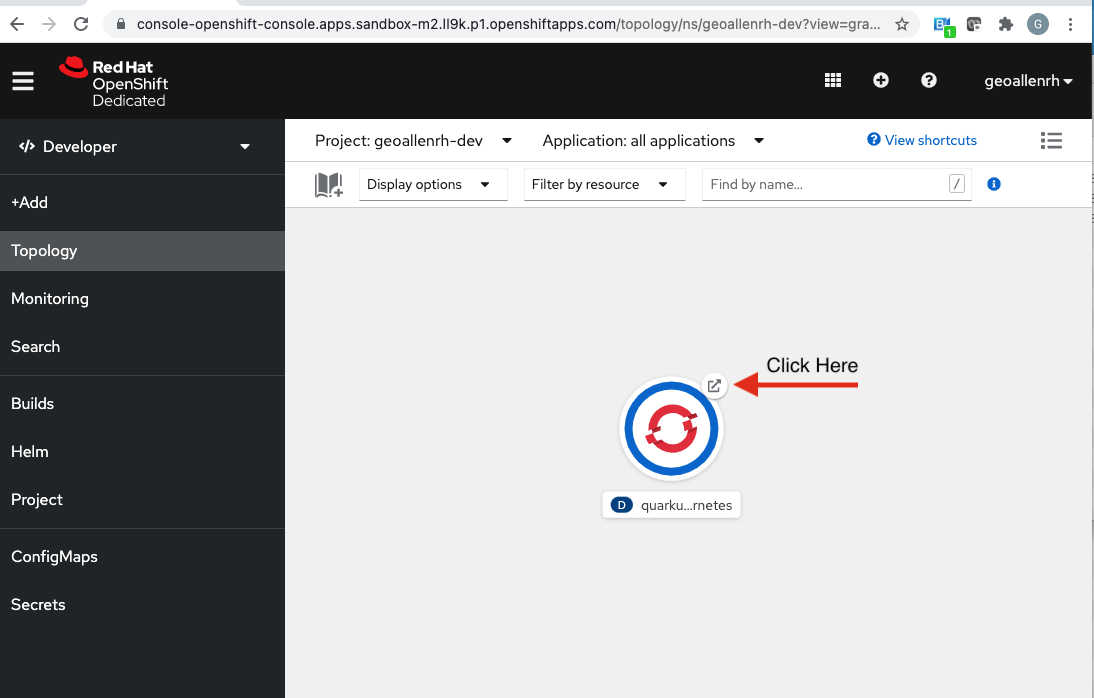 console-openshift-console.apps.sandbox-m2.ll9k.p1.openshiftapps.com/topology/ns/geoallenrh-dev?view=gra...
1
G
Red Hat
OpenShift
Dedicated
geoallenrh
Developer
Project: geoallenrh-dev
Application: all applications
View shortcuts
Display options
Filter by resource
Find by name...
/
+Add
Topology
Monitoring
Search
Click Here
Builds
Helm
Project
D quarku...rnetes
ConfigMaps
Secrets